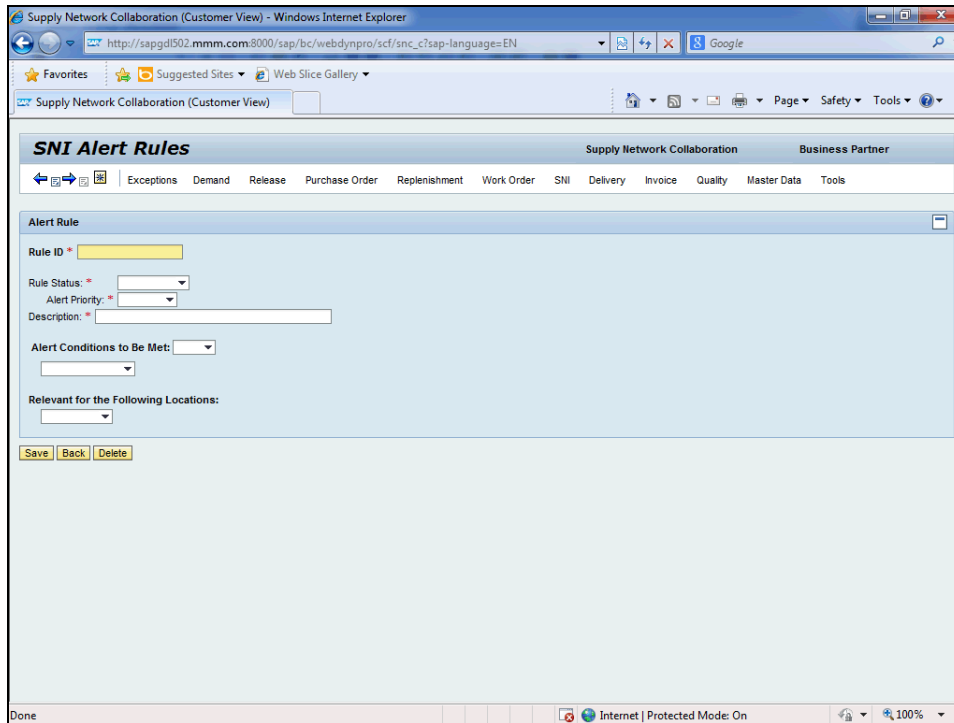 Supply Network Collaboration (Customer View) - Windows Internet Explorer
http://sapgdl502.mmm.com:8000/sap/bc/webdynpro/scf/snc_c?sap-language=EN
Google
Favorites Suggested Sites Web Slice Gallery
Supply Network Collaboration (Customer View) Page Safety Tools
SNI Alert Rules Supply Network Collaboration Business Partner
Exceptions Demand Release Purchase Order Replenishment Work Order SNI Delivery Invoice Quality Master Data Tools
Alert Rule
Rule ID *
Rule Status: *
Alert Priority: *
Description: *
Alert Conditions to Be Met:
Relevant for the Following Locations:
Save Back Delete
Done Internet | Protected Mode: On 100%